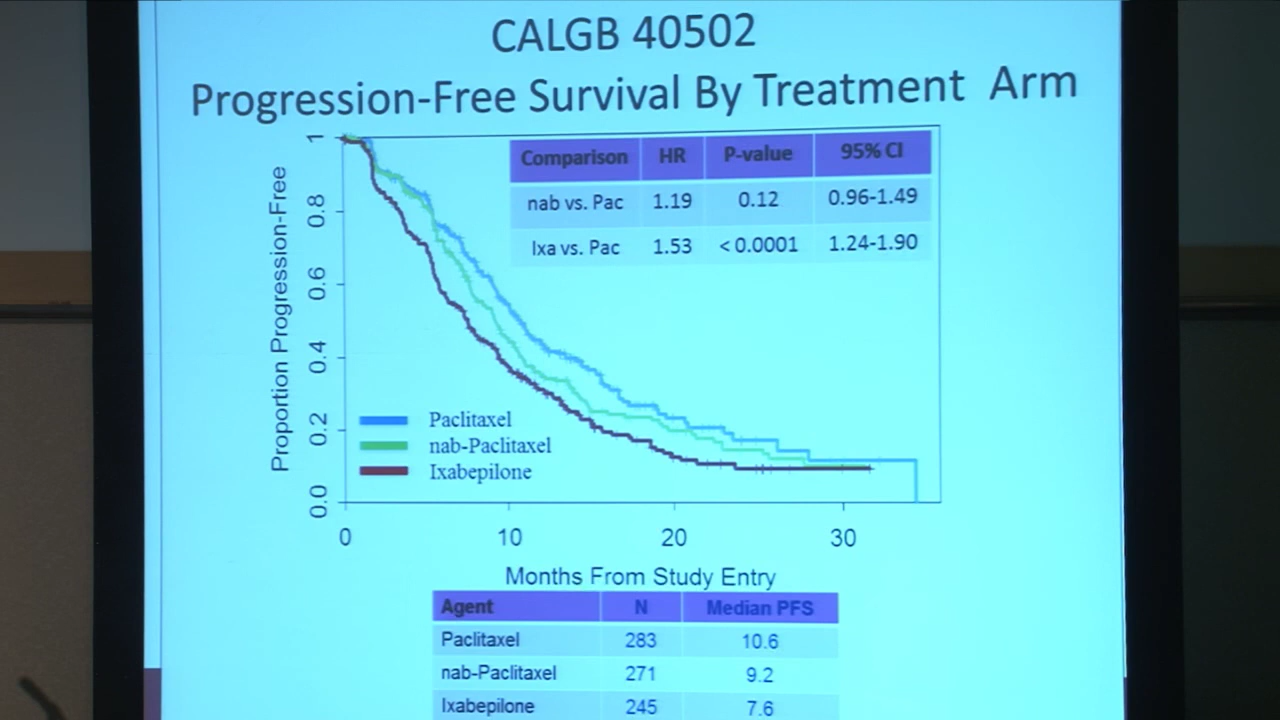 CALGB 40502
Progression-Free Survival By Treatment Arm
Comparison HR P-value 95% CI
nab vs. Pac 1.19 0.12 0.96-1.49
Ixa vs. Pac 1.53 < 0.0001 1.24-1.90
Proportion Progression-Free
1
0.8
0.6
0.4
0.2
0.0
Paclitaxel
nab-Paclitaxel
Ixabepilone
0 10 20 30
Months From Study Entry
Agent N Median PFS
Paclitaxel 283 10.6
nab-Paclitaxel 271 9.2
Ixabepilone 245 7.6